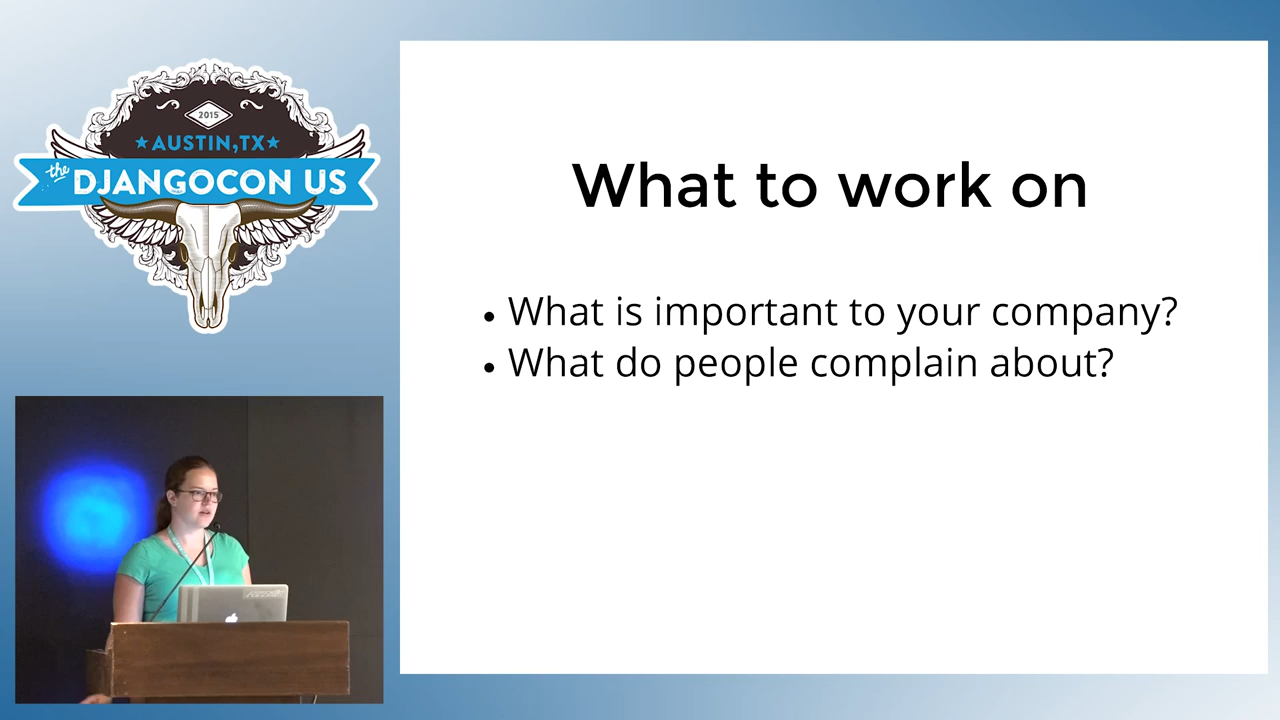 2015
AUSTIN,TX
the
DJANGOCON US
What to work on
What is important to your company?
What do people complain about?